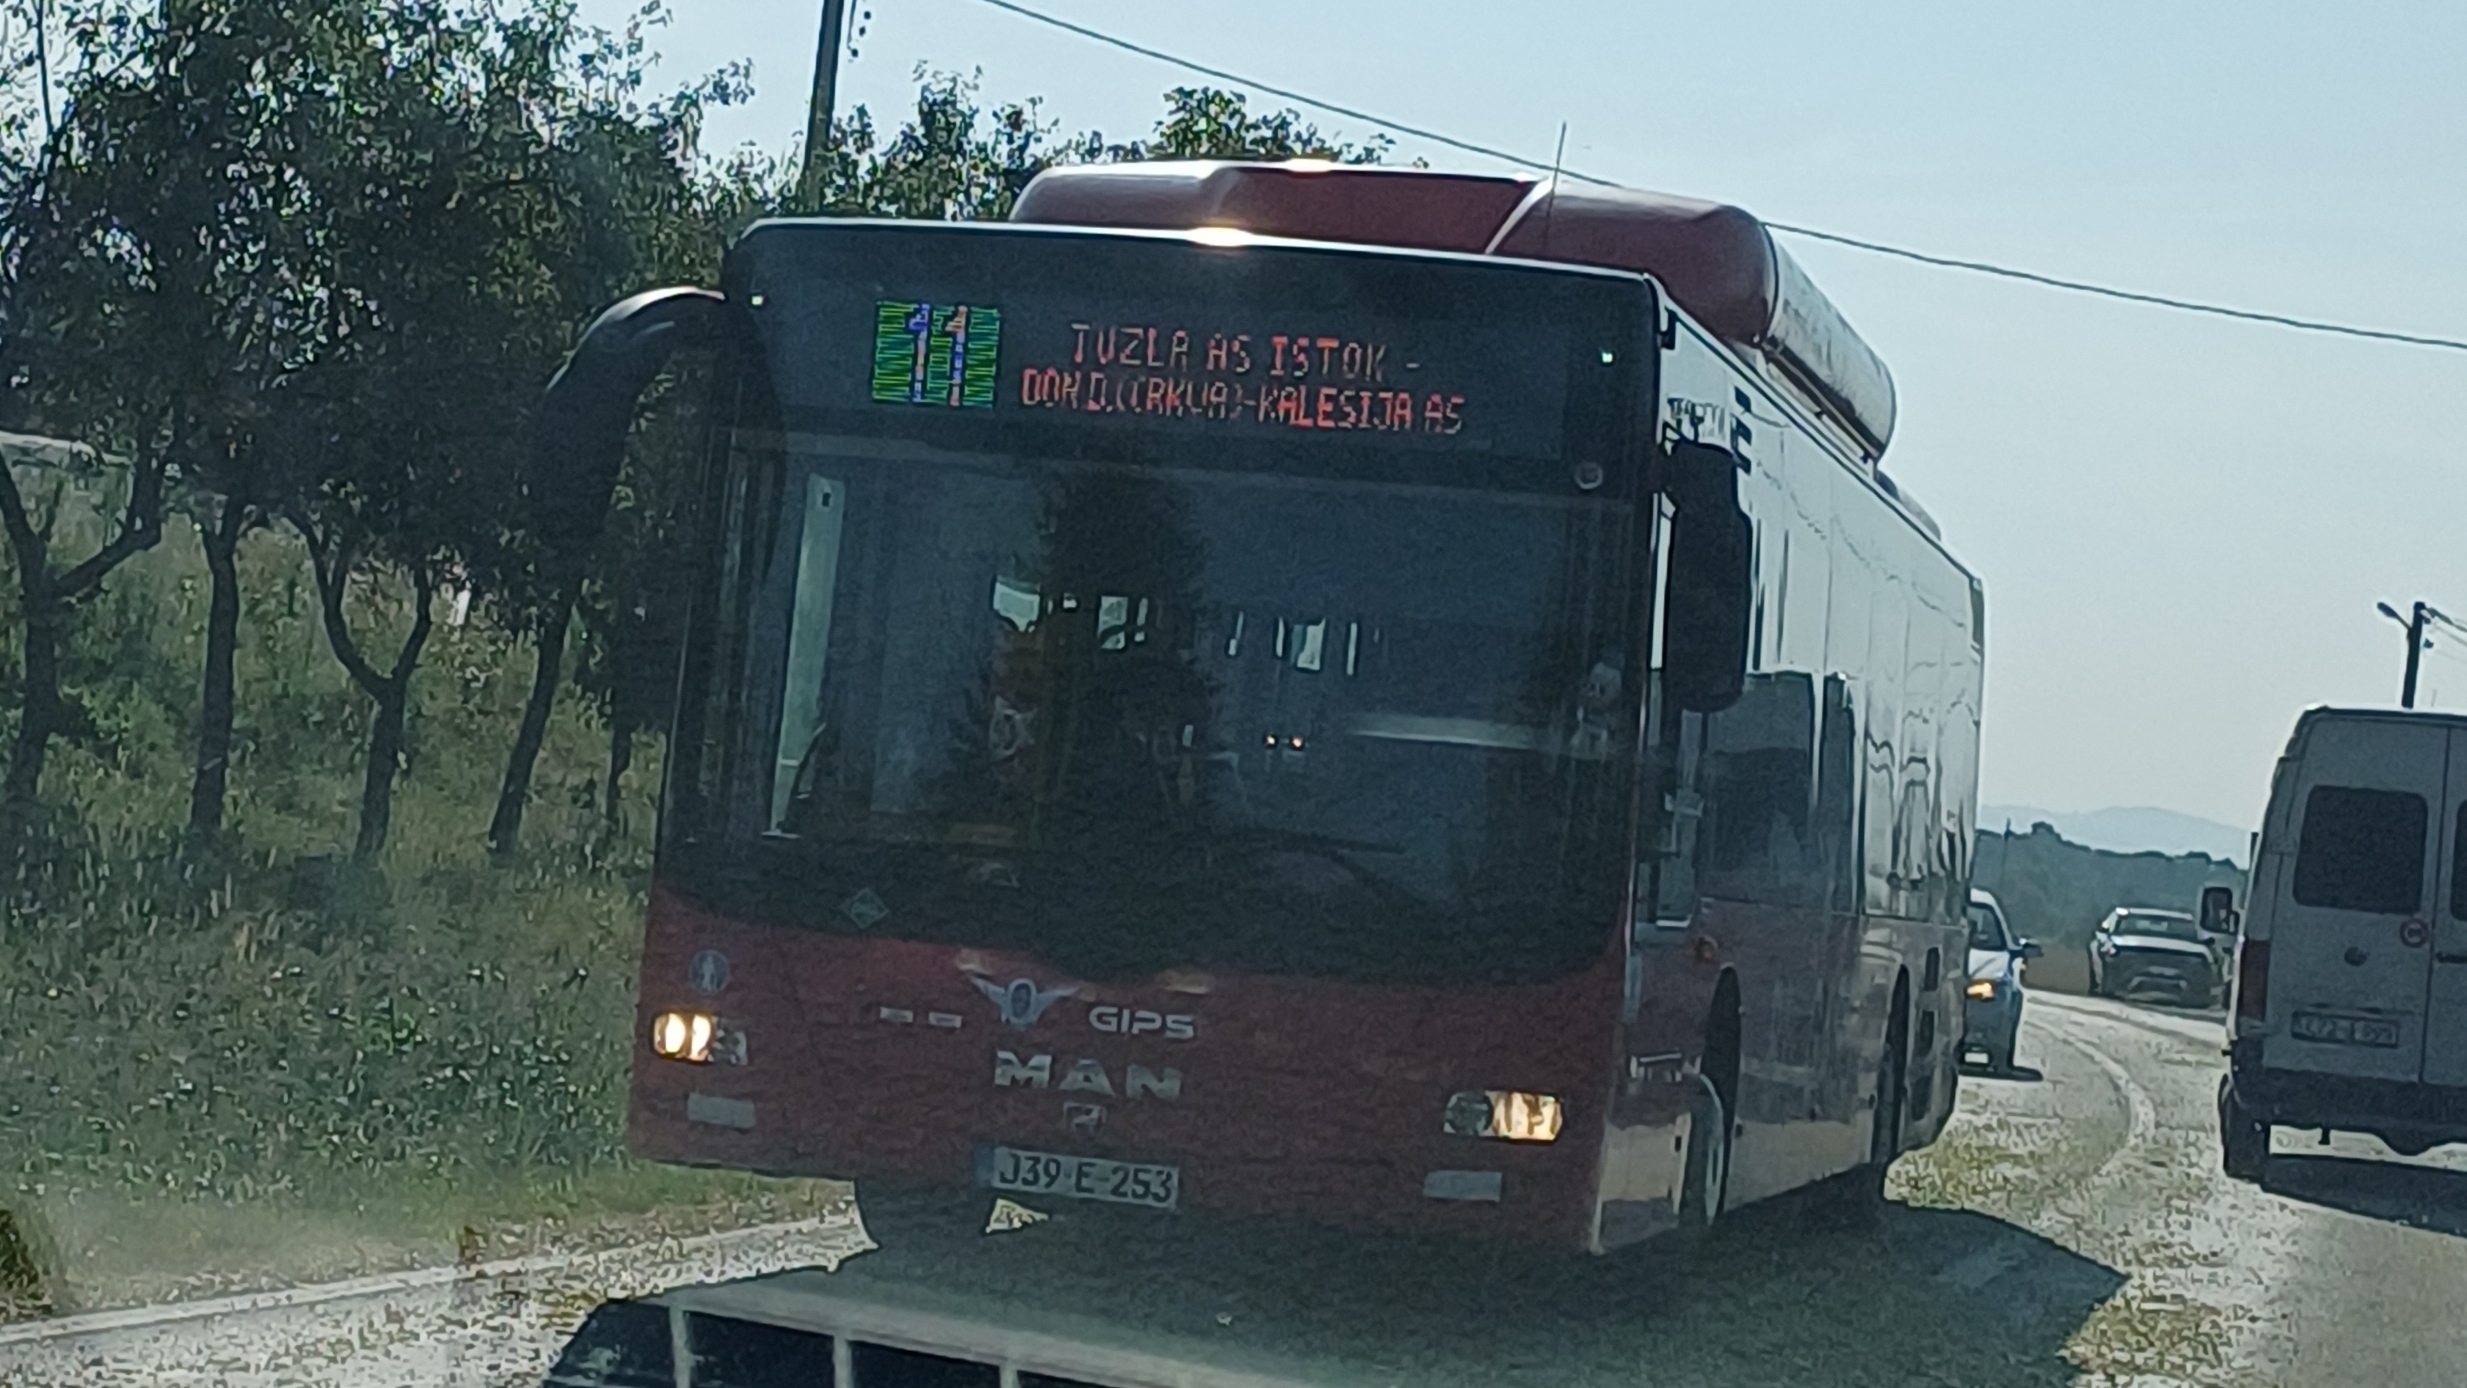 11
TUZLA AS ISTOK -
DON D.(CRKVA)-KALESIJA AS
GIPS
MAN
J39-E-253